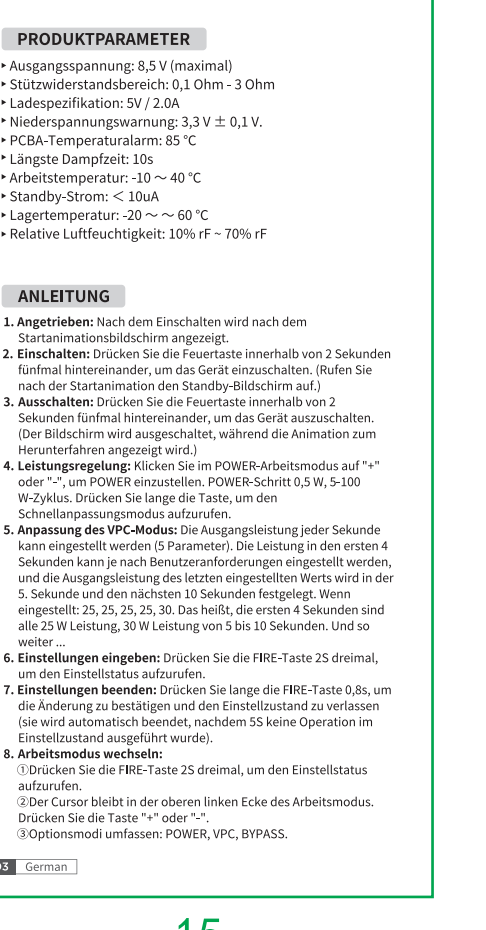 PRODUKTPARAMETER
▸ Ausgangsspannung: 8,5 V (maximal)
▸ Stützwiderstandsbereich: 0,1 Ohm - 3 Ohm
▸ Ladespezifikation: 5V / 2.0A
▸ Niederspannungswarnung: 3,3 V ± 0,1 V.
▸ PCBA-Temperaturalarm: 85 °C
▸ Längste Dampfzeit: 10s
▸ Arbeitstemperatur: -10 ～ 40 °C
▸ Standby-Strom: ＜ 10uA
▸ Lagertemperatur: -20 ～ ～ 60 °C
▸ Relative Luftfeuchtigkeit: 10% rF ~ 70% rF
ANLEITUNG
1. Angetrieben: Nach dem Einschalten wird nach dem
Startanimationsbildschirm angezeigt.
2. Einschalten: Drücken Sie die Feuertaste innerhalb von 2 Sekunden
fünfmal hintereinander, um das Gerät einzuschalten. (Rufen Sie
nach der Startanimation den Standby-Bildschirm auf.)
3. Ausschalten: Drücken Sie die Feuertaste innerhalb von 2
Sekunden fünfmal hintereinander, um das Gerät auszuschalten.
(Der Bildschirm wird ausgeschaltet, während die Animation zum
Herunterfahren angezeigt wird.)
4. Leistungsregelung: Klicken Sie im POWER-Arbeitsmodus auf "+"
oder "-", um POWER einzustellen. POWER-Schritt 0,5 W, 5-100
W-Zyklus. Drücken Sie lange die Taste, um den
Schnellanpassungsmodus aufzurufen.
5. Anpassung des VPC-Modus: Die Ausgangsleistung jeder Sekunde
kann eingestellt werden (5 Parameter). Die Leistung in den ersten 4
Sekunden kann je nach Benutzeranforderungen eingestellt werden,
und die Ausgangsleistung des letzten eingestellten Werts wird in der
5. Sekunde und den nächsten 10 Sekunden festgelegt. Wenn
eingestellt: 25, 25, 25, 25, 30. Das heißt, die ersten 4 Sekunden sind
alle 25 W Leistung, 30 W Leistung von 5 bis 10 Sekunden. Und so
weiter ...
6. Einstellungen eingeben: Drücken Sie die FIRE-Taste 2S dreimal,
um den Einstellstatus aufzurufen.
7. Einstellungen beenden: Drücken Sie lange die FIRE-Taste 0,8s, um
die Änderung zu bestätigen und den Einstellzustand zu verlassen
(sie wird automatisch beendet, nachdem 5S keine Operation im
Einstellzustand ausgeführt wurde).
8. Arbeitsmodus wechseln:
①Drücken Sie die FIRE-Taste 2S dreimal, um den Einstellstatus
aufzurufen.
②Der Cursor bleibt in der oberen linken Ecke des Arbeitsmodus.
Drücken Sie die Taste "+" oder "-".
③Optionsmodi umfassen: POWER, VPC, BYPASS.
03 German
15